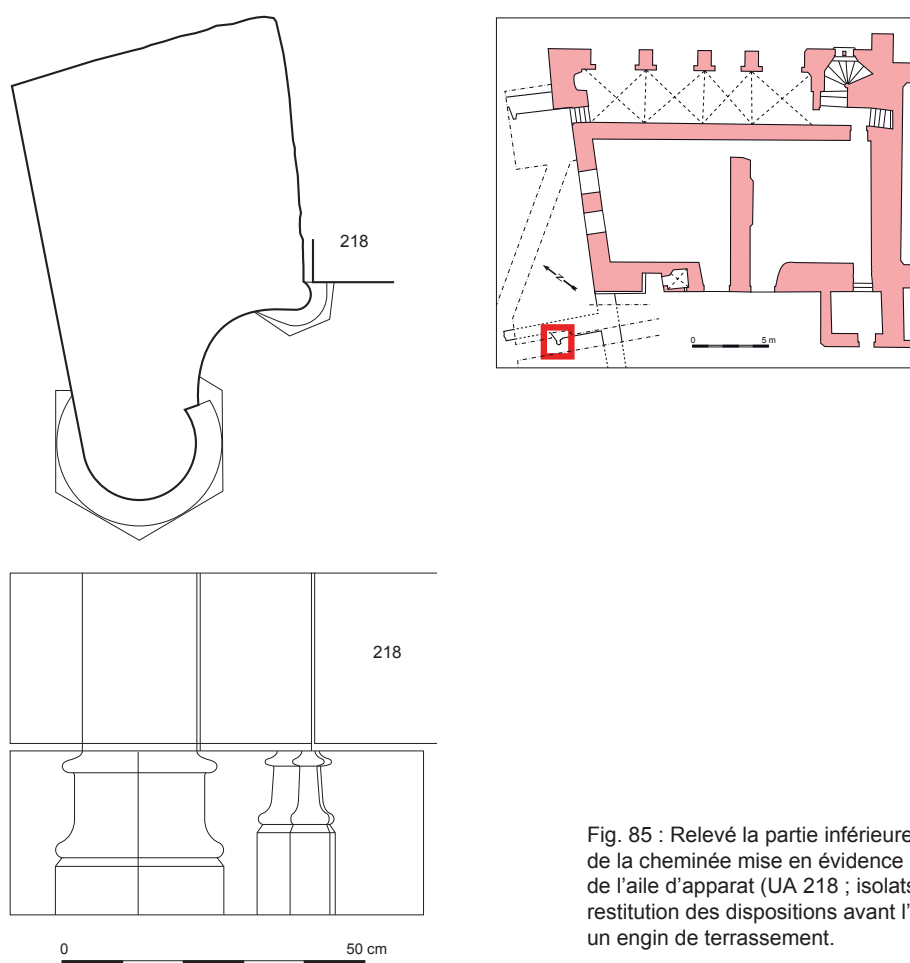 218
N
0 5 m
218
0 50 cm
Fig. 85 : Relevé la partie inférieure
de la cheminée mise en évidence
de l’aile d’apparat (UA 218 ; isolats
restitution des dispositions avant l’
un engin de terrassement.